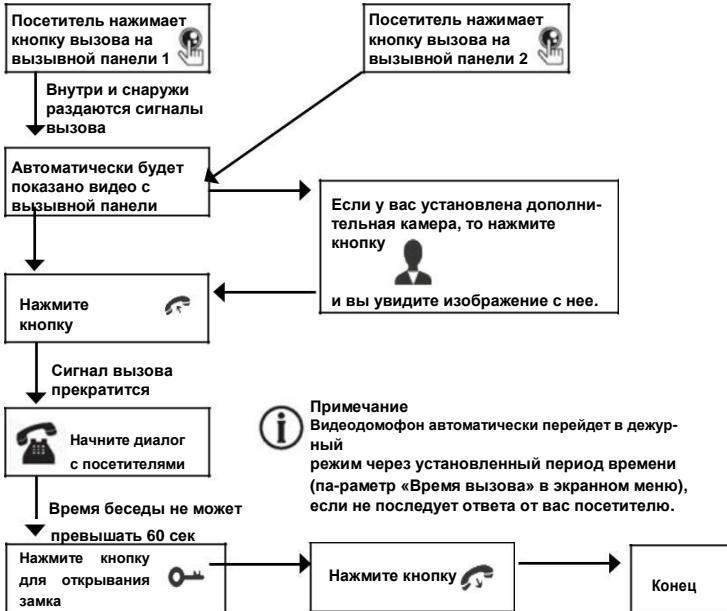 Посетитель нажимает
кнопку вызова на
вызывной панели 1
Посетитель нажимает
кнопку вызова на
вызывной панели 2
Внутри и снаружи
раздаются сигналы
вызова
Автоматически будет
показано видео с
вызывной панели
Если у вас установлена дополни-
тельная камера, то нажмите
кнопку
и вы увидите изображение с нее.
Нажмите
кнопку
Сигнал вызова
прекратится
Начните диалог
с посетителями
Примечание
Видеодомофон автоматически перейдет в дежур-
ный
режим через установленный период времени
(па-раметр «Время вызова» в экранном меню),
если не последует ответа от вас посетителю.
Время беседы не может
превышать 60 сек
Нажмите кнопку
для открывания
замка
Нажмите кнопку
Конец